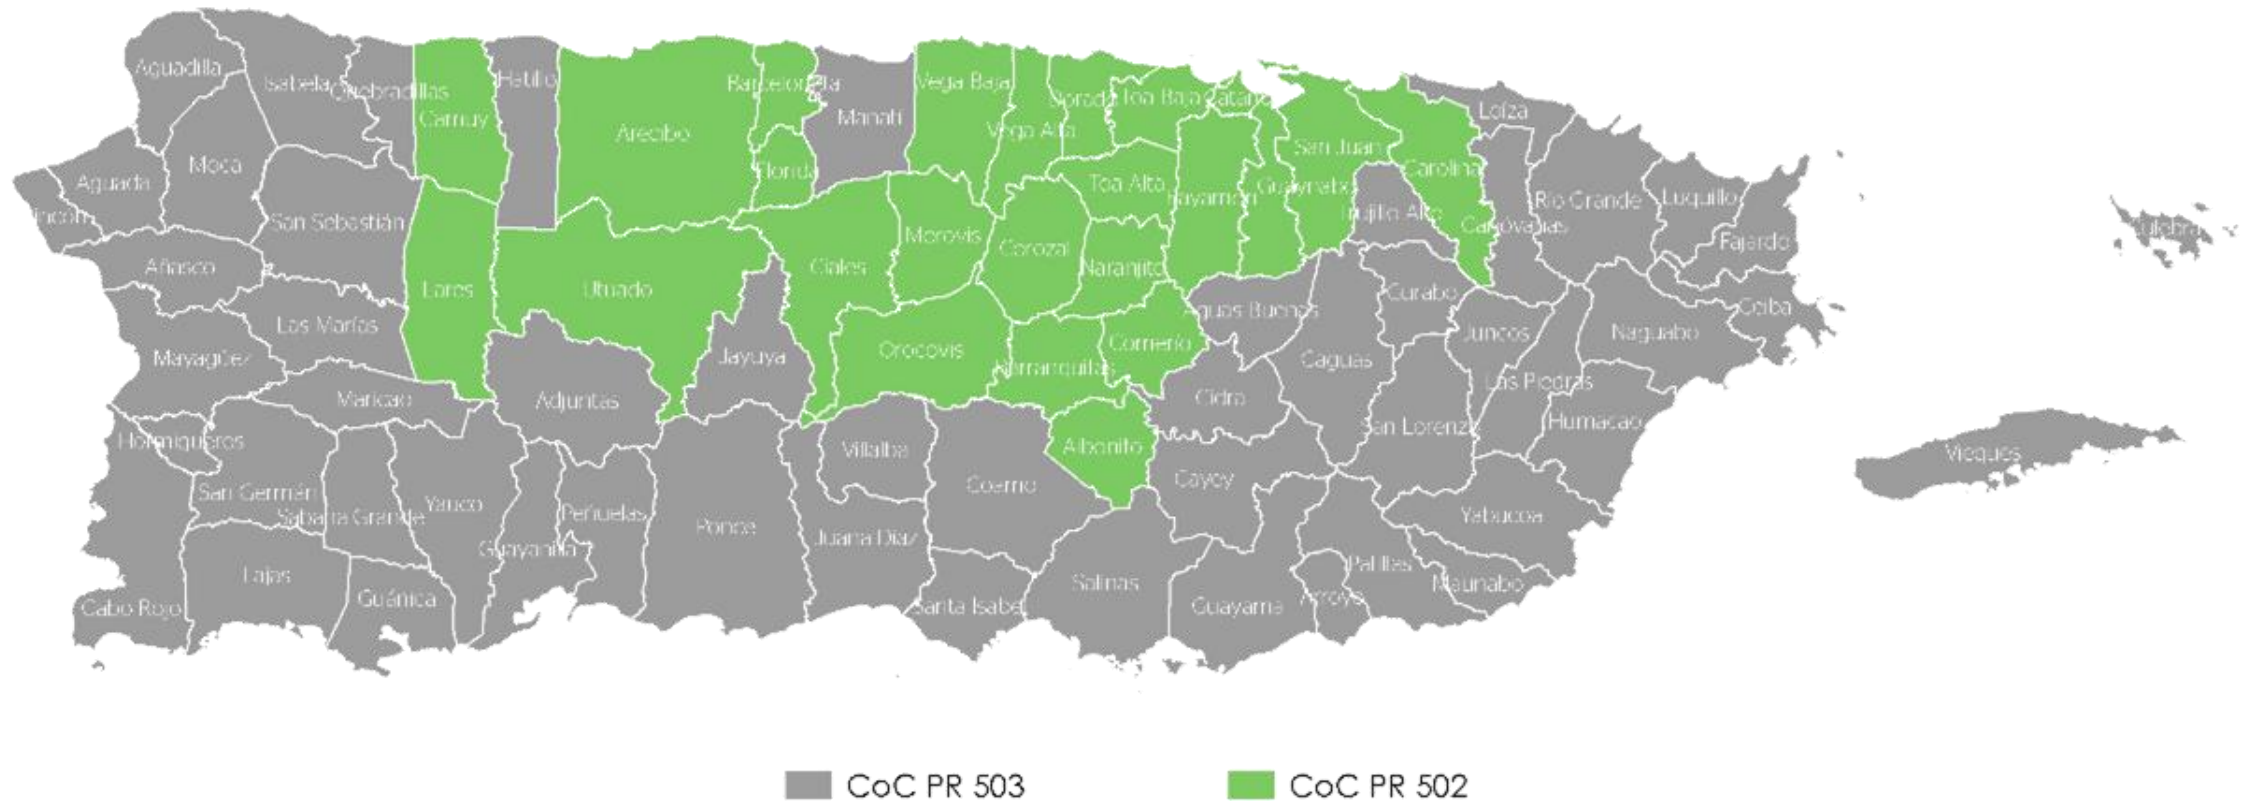 Aguadilla
Isabela
Quebradillas
Camuy
Hatillo
Arecibo
Barceloneta
Manatí
Vega Baja
Vega Alta
Dorado
Toa Baja
Cataño
San Juan
Carolina
Loíza
Moca
Aguada
Rincón
San Sebastián
Florida
Toa Alta
Bayamón
Guaynabo
Trujillo Alto
Canóvanas
Río Grande
Luquillo
Fajardo
Culebra
Añasco
Lares
Utuado
Ciales
Morovis
Corozal
Naranjito
Aguas Buenas
Gurabo
Ceiba
Las Marías
Mayagüez
Jayuya
Orocovis
Barranquitas
Comerío
Caguas
Juncos
Naguabo
Maricao
Adjuntas
Cidra
Las Piedras
Humacao
San Lorenzo
Hormigueros
Villalba
Aibonito
Vieques
San Germán
Sabana Grande
Yauco
Guayanilla
Peñuelas
Ponce
Juana Díaz
Coamo
Cayey
Yabucoa
Cabo Rojo
Lajas
Guánica
Santa Isabel
Salinas
Guayama
Arroyo
Patillas
Maunabo
CoC PR 503
CoC PR 502